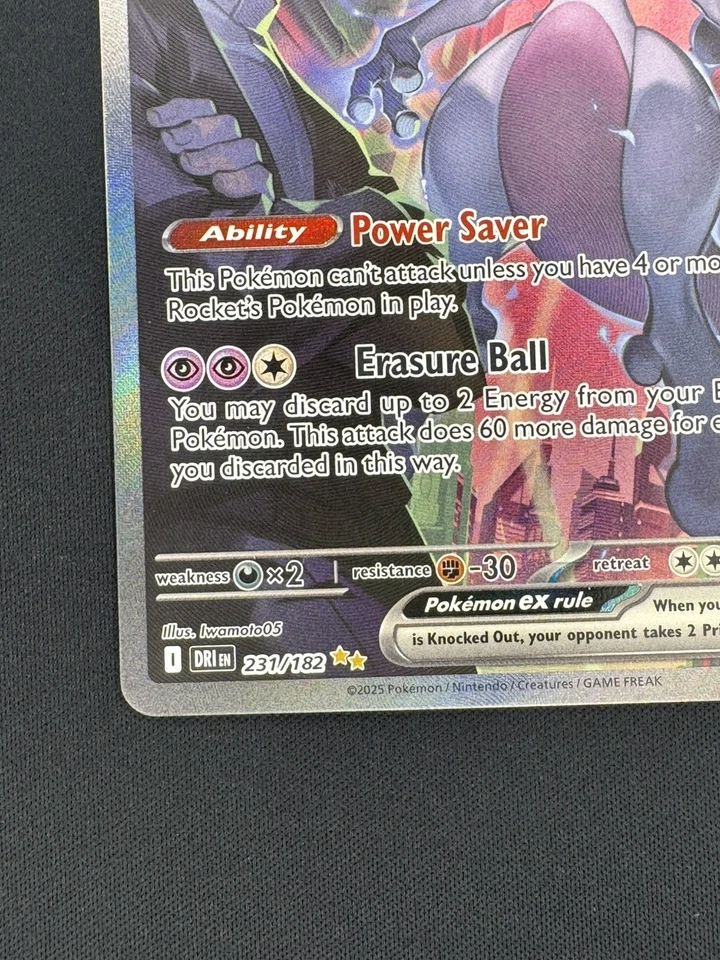 Ability Power Saver
This Pokémon can't attack unless you have 4 or mo
Rocket's Pokémon in play.
Erasure Ball
You may discard up to 2 Energy from your B
Pokémon. This attack does 60 more damage for e
you discarded in this way.
weakness ×2 resistance -30 retreat
Pokémon ex rule When you
Illus. Iwamoto05
is Knocked Out, your opponent takes 2 Pri
I DRI EN 231/182
©2025 Pokémon / Nintendo / Creatures / GAME FREAK